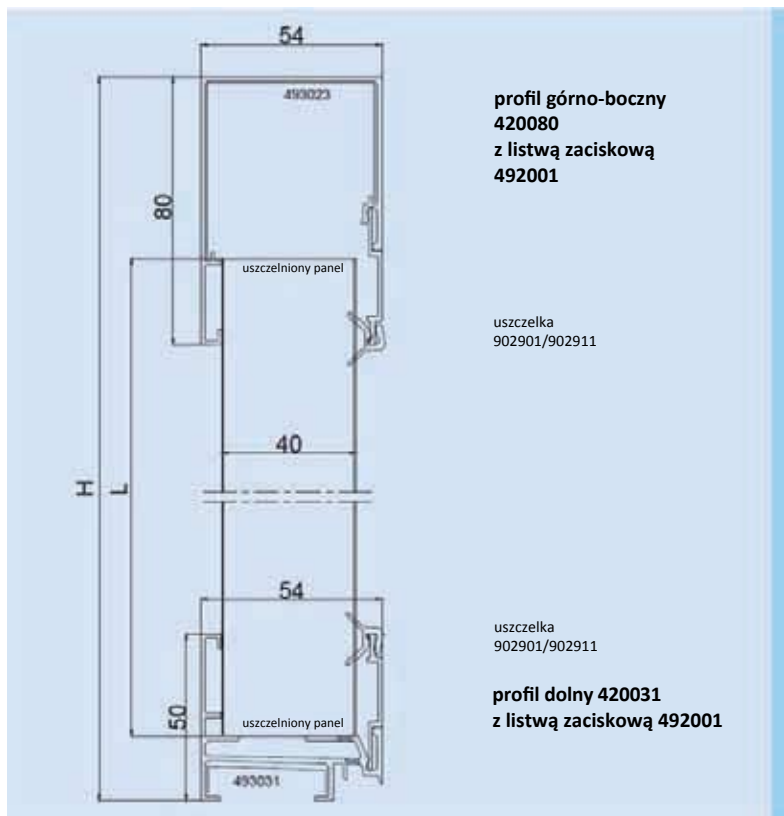 54
493023
profil górno-boczny
420080
z listwą zaciskową
492001
80
uszczelniony panel
uszczelka
902901/902911
40
H
L
54
uszczelka
902901/902911
profil dolny 420031
z listwą zaciskową 492001
50
uszczelniony panel
493031